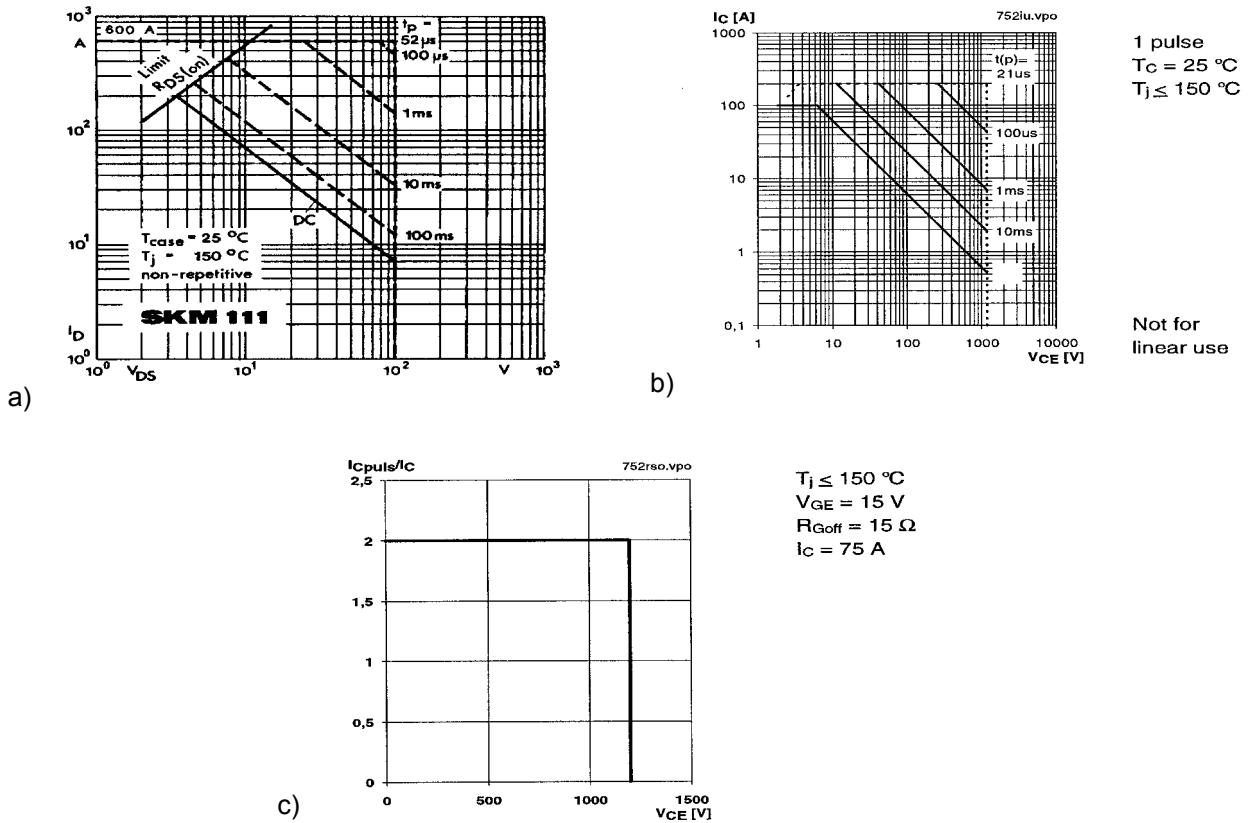 10³
A
600 A
Limit
RDS(on)
tp =
52µs
100 µs
1ms
10²
10 ms
DC
100 ms
10¹
Tcase = 25 °C
Tj = 150 °C
non-repetitive
SKM 111
ID
10⁰
10⁰ VDS 10¹ 10² V 10³
a)
IC [A] 752iu.vpo
1000
t(p)=
21us
100
100us
10
1ms
10ms
1
0,1
1 10 100 1000 10000
VCE [V]
b)
1 pulse
TC = 25 °C
Tj ≤ 150 °C
Not for
linear use
ICpuls/IC 752rso.vpo
2,5
2
1,5
1
0,5
0
0 500 1000 1500
VCE [V]
c)
Tj ≤ 150 °C
VGE = 15 V
RGoff = 15 Ω
IC = 75 A